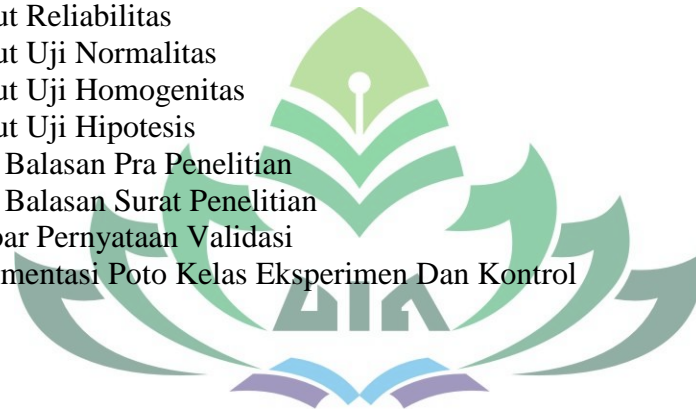 ut Reliabilitas
ut Uji Normalitas
ut Uji Homogenitas
ut Uji Hipotesis
Balasan Pra Penelitian
Balasan Surat Penelitian
bar Pernyataan Validasi
mentasi Poto Kelas Eksperimen Dan Kontrol